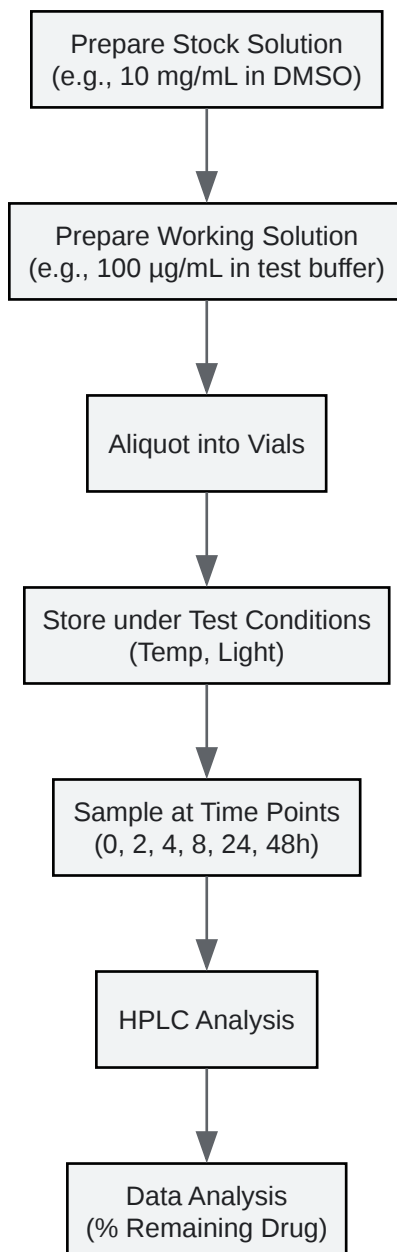 Prepare Stock Solution
(e.g., 10 mg/mL in DMSO)
Prepare Working Solution
(e.g., 100 µg/mL in test buffer)
Aliquot into Vials
Store under Test Conditions
(Temp, Light)
Sample at Time Points
(0, 2, 4, 8, 24, 48h)
HPLC Analysis
Data Analysis
(% Remaining Drug)